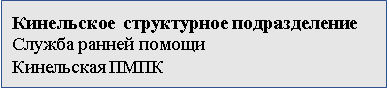 Кинельское структурное подразделение
Служба ранней помощи
Кинельская ПМПК